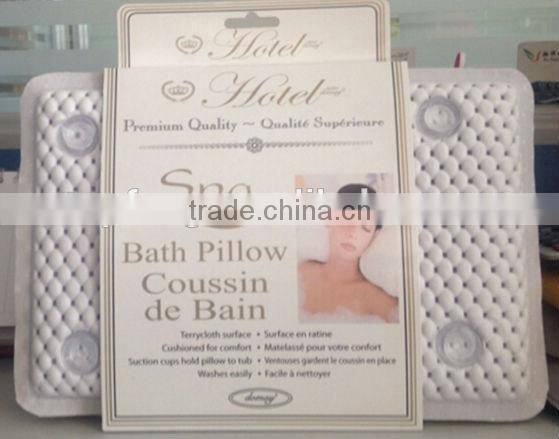 Hotel
Hotel
Premium Quality ~ Qualité Supérieure
Spa
trade.china.cn
Bath Pillow
Coussin
de Bain
Terrycloth surface • Surface en ratine
Cushioned for comfort • Matelassé pour votre confort
Suction cups hold pillow to tub • Ventouses gardent le coussin en place
Washes easily • Facile à nettoyer